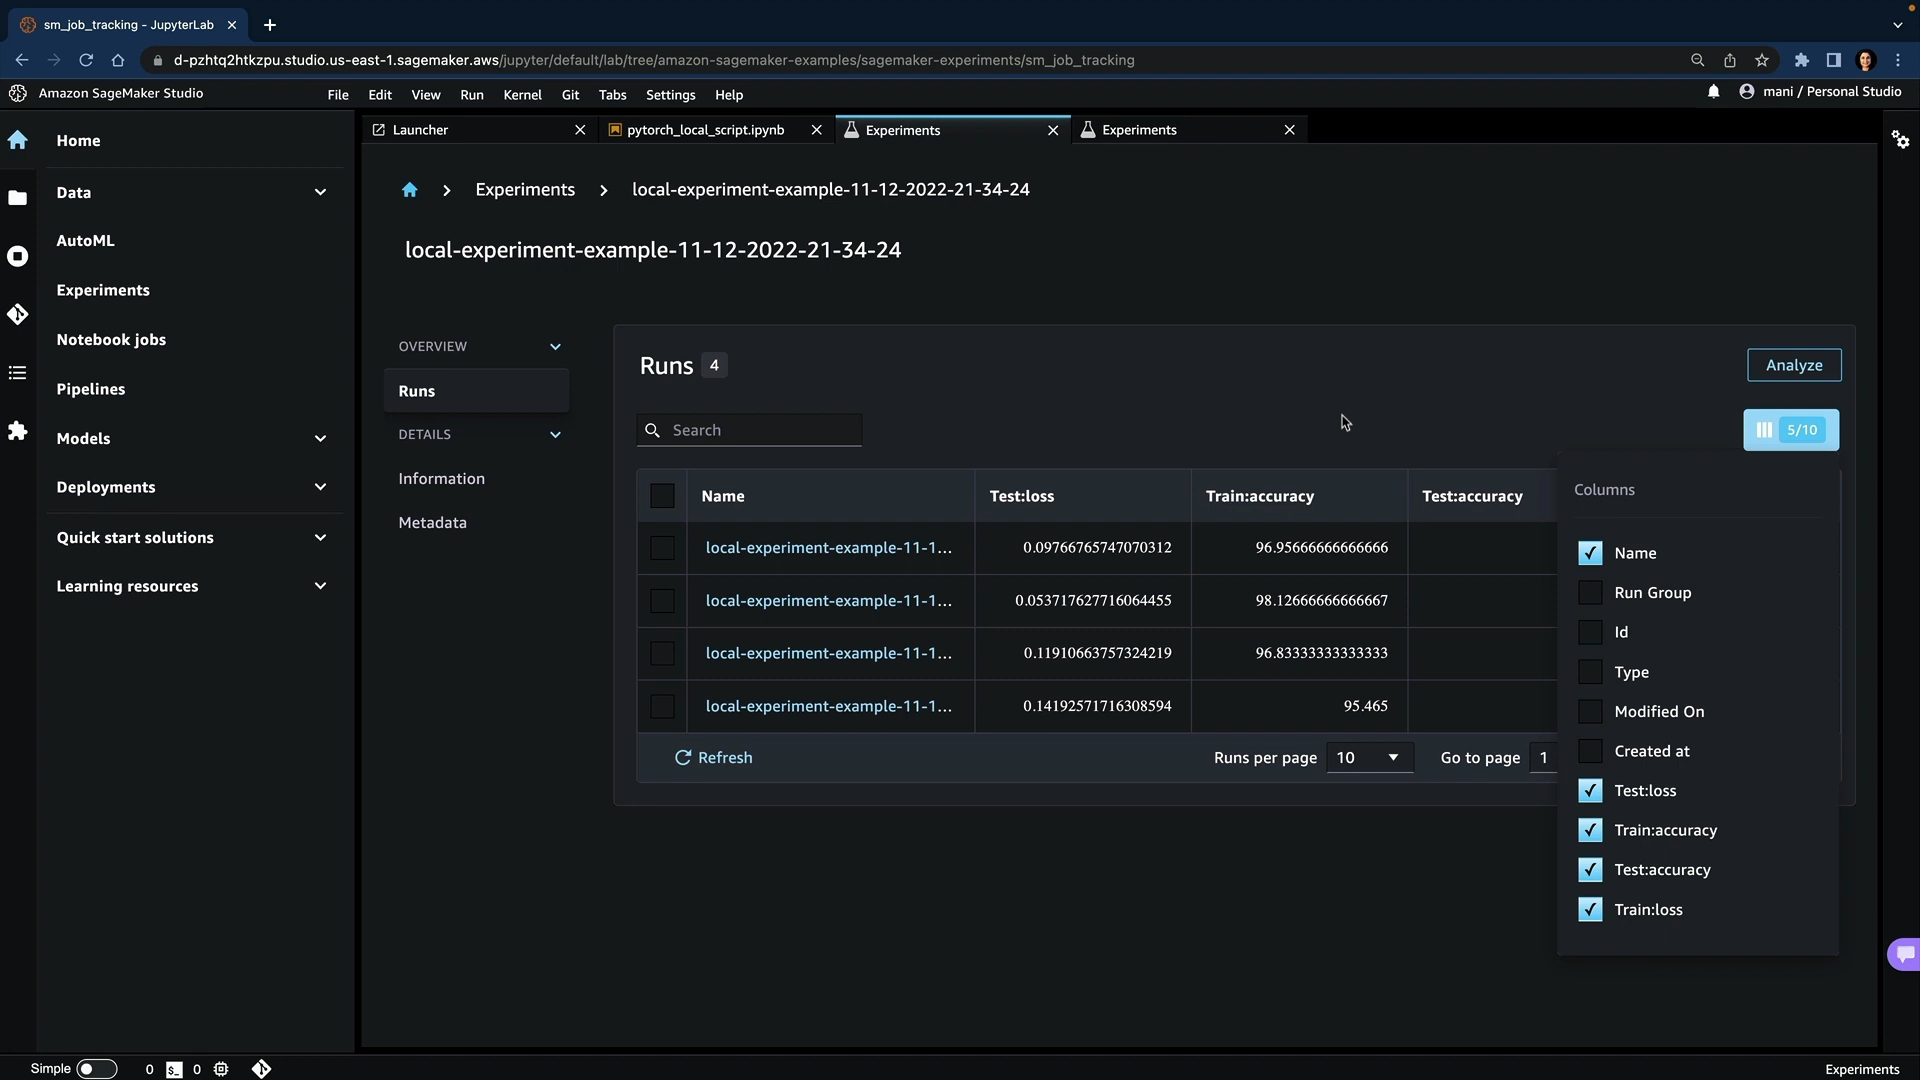 sm_job_tracking - JupyterLab
d-pzhtq2htkzpu.studio.us-east-1.sagemaker.aws/jupyter/default/lab/tree/amazon-sagemaker-examples/sagemaker-experiments/sm_job_tracking
Amazon SageMaker Studio
File Edit View Run Kernel Git Tabs Settings Help
mani / Personal Studio
Home
Data
AutoML
Experiments
Notebook jobs
Pipelines
Models
Deployments
Quick start solutions
Learning resources
Launcher
pytorch_local_script.ipynb
Experiments
Experiments
Experiments
local-experiment-example-11-12-2022-21-34-24
local-experiment-example-11-12-2022-21-34-24
OVERVIEW
Runs
DETAILS
Information
Metadata
Runs 4
Analyze
Search
5/10
Name Test:loss Train:accuracy Test:accuracy
local-experiment-example-11-1... 0.09766765747070312 96.95666666666666
local-experiment-example-11-1... 0.053717627716064455 98.12666666666667
local-experiment-example-11-1... 0.11910663757324219 96.83333333333333
local-experiment-example-11-1... 0.14192571716308594 95.465
Refresh
Runs per page 10
Go to page 1
Columns
Name
Run Group
Id
Type
Modified On
Created at
Test:loss
Train:accuracy
Test:accuracy
Train:loss
Simple 0 $_ 0
Experiments